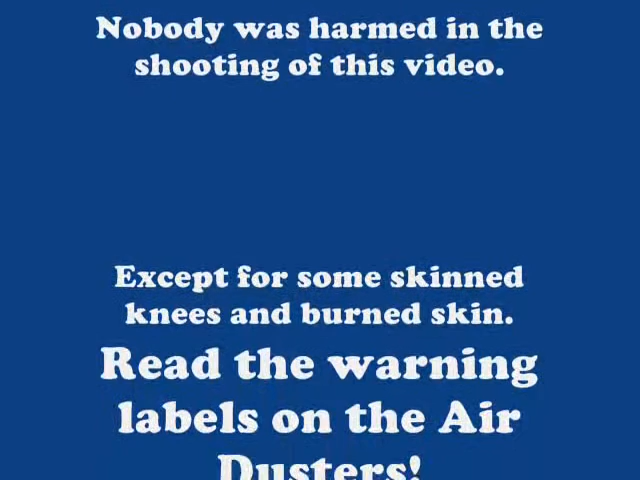 Nobody was harmed in the
shooting of this video.
Except for some skinned
knees and burned skin.
Read the warning
labels on the Air
Dusters!